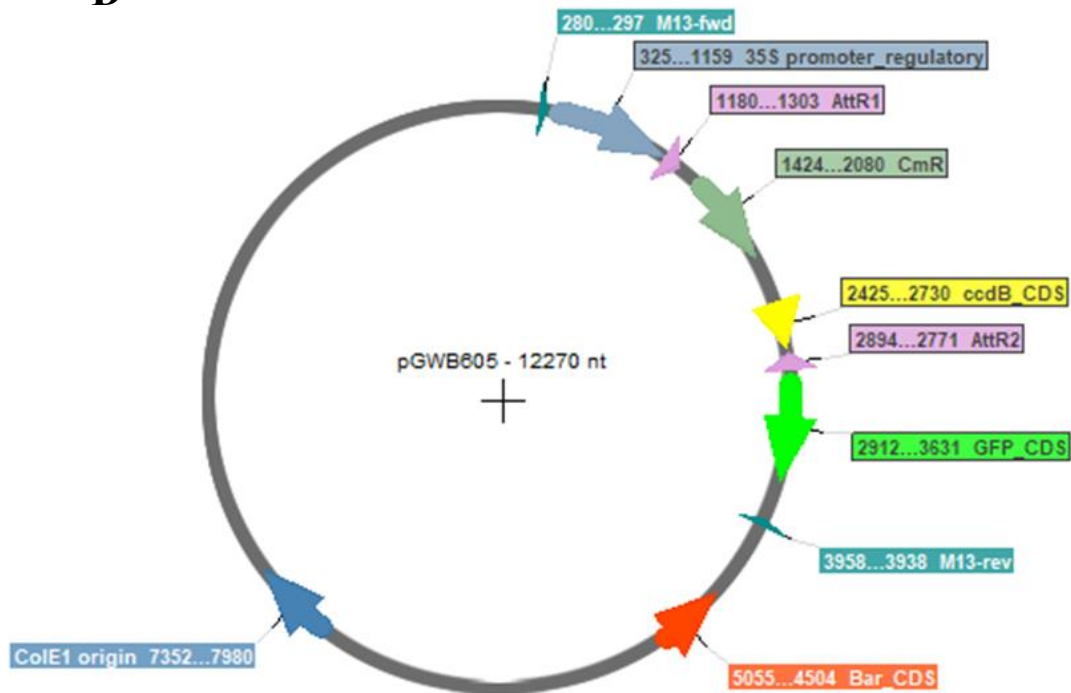 D
280...297 M13-fwd
325...1159 35S promoter_regulatory
1180...1303 AttR1
1424...2080 CmR
2425...2730 ccdB_CDS
2894...2771 AttR2
pGWB605 - 12270 nt
2912...3631 GFP_CDS
3958...3938 M13-rev
ColE1 origin 7352...7980
5055...4504 Bar_CDS